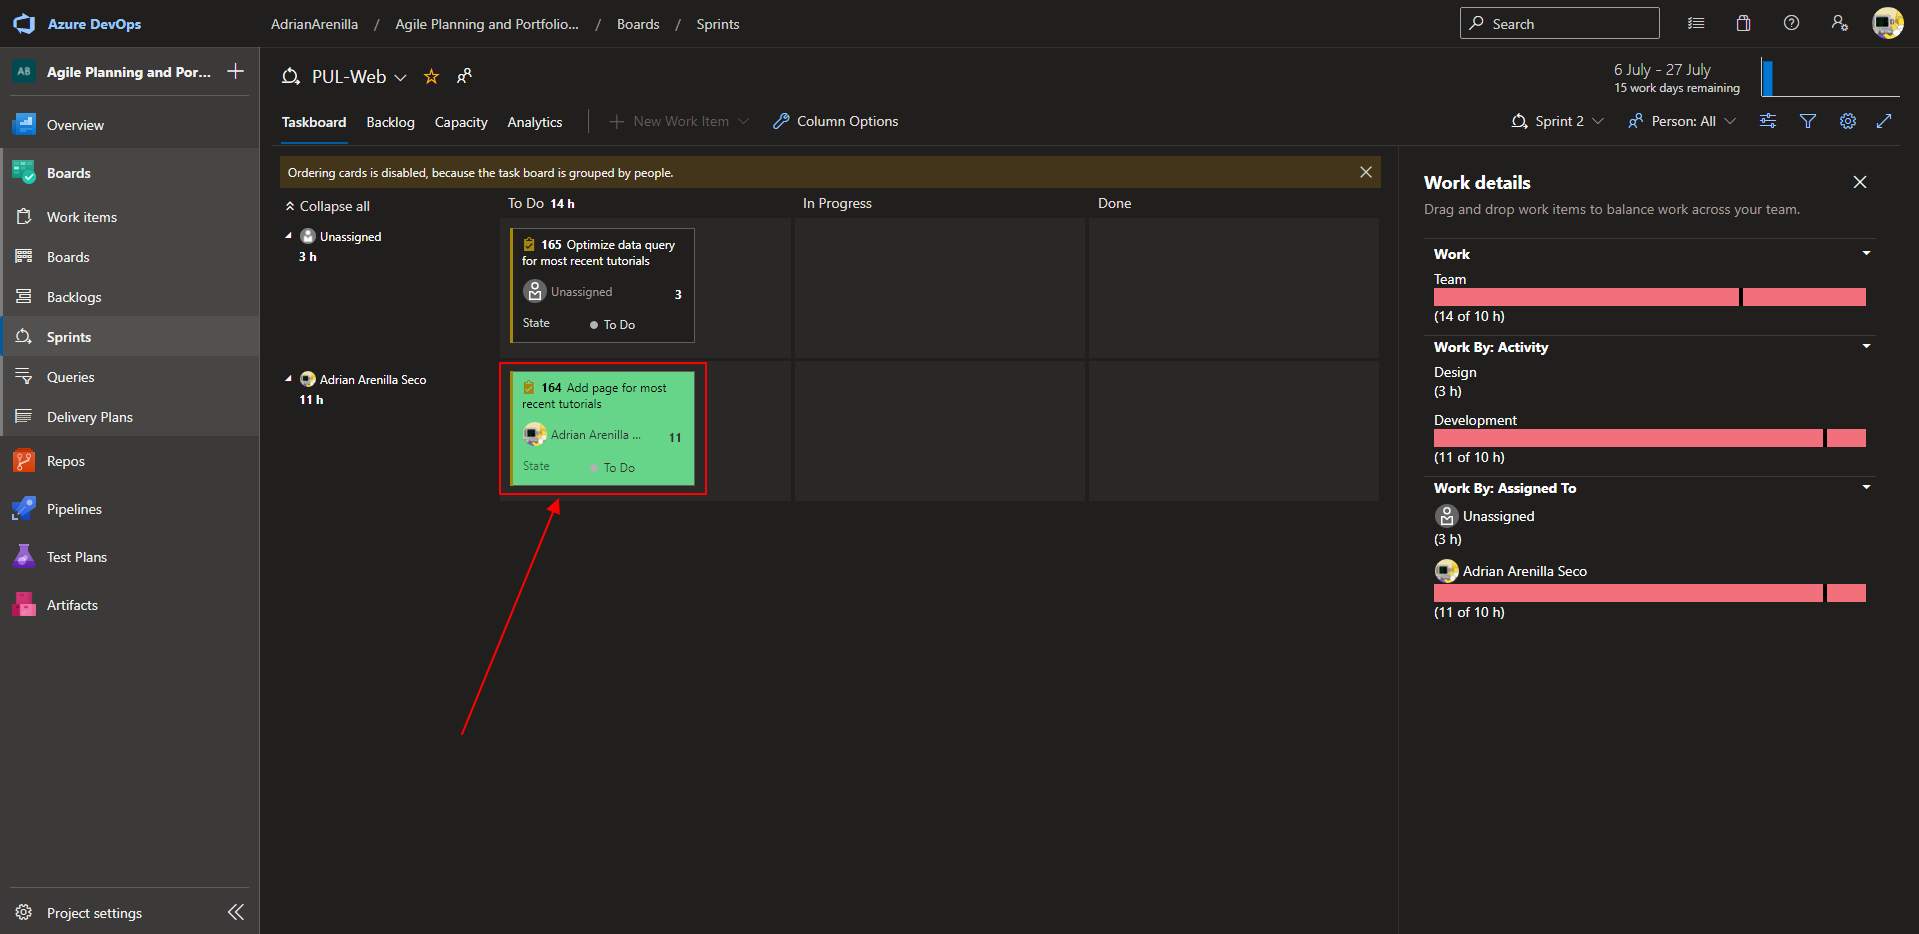 Azure DevOps
AdrianArenilla / Agile Planning and Portfolio... / Boards / Sprints
Search
AB Agile Planning and Por...
Overview
Boards
Work items
Boards
Backlogs
Sprints
Queries
Delivery Plans
Repos
Pipelines
Test Plans
Artifacts
Project settings
PUL-Web
6 July - 27 July
15 work days remaining
Taskboard Backlog Capacity Analytics New Work Item Column Options
Sprint 2 Person: All
Ordering cards is disabled, because the task board is grouped by people.
Collapse all
To Do 14 h
In Progress
Done
Unassigned
3 h
165 Optimize data query
for most recent tutorials
Unassigned
3
State To Do
Adrian Arenilla Seco
11 h
164 Add page for most
recent tutorials
Adrian Arenilla ...
11
State To Do
Work details
Drag and drop work items to balance work across your team.
Work
Team
(14 of 10 h)
Work By: Activity
Design
(3 h)
Development
(11 of 10 h)
Work By: Assigned To
Unassigned
(3 h)
Adrian Arenilla Seco
(11 of 10 h)